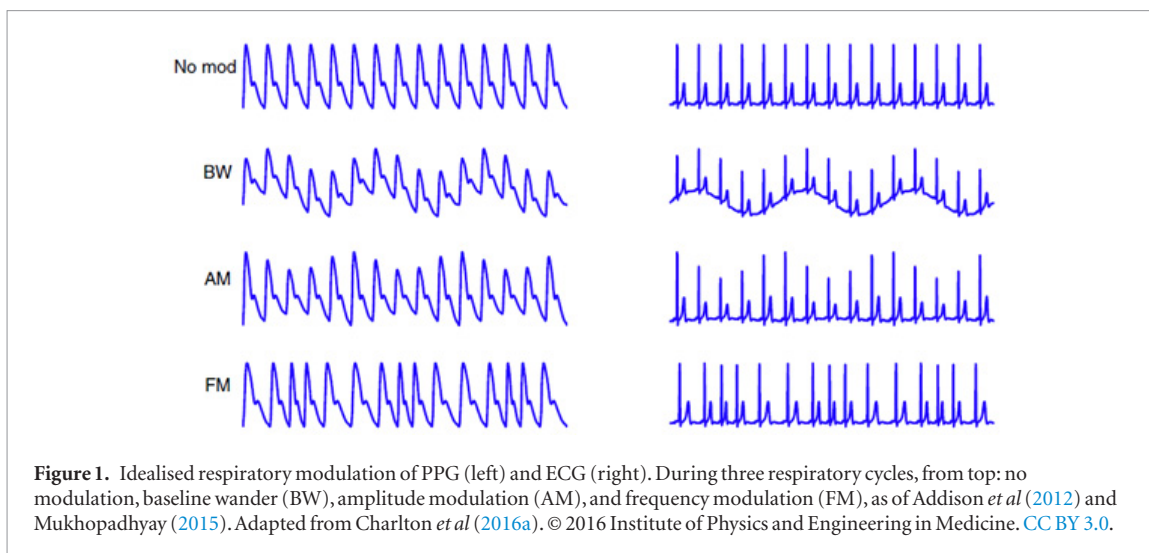 No mod
BW
AM
FM
Figure 1. Idealised respiratory modulation of PPG (left) and ECG (right). During three respiratory cycles, from top: no
modulation, baseline wander (BW), amplitude modulation (AM), and frequency modulation (FM), as of Addison et al (2012) and
Mukhopadhyay (2015). Adapted from Charlton et al (2016a). © 2016 Institute of Physics and Engineering in Medicine. CC BY 3.0.